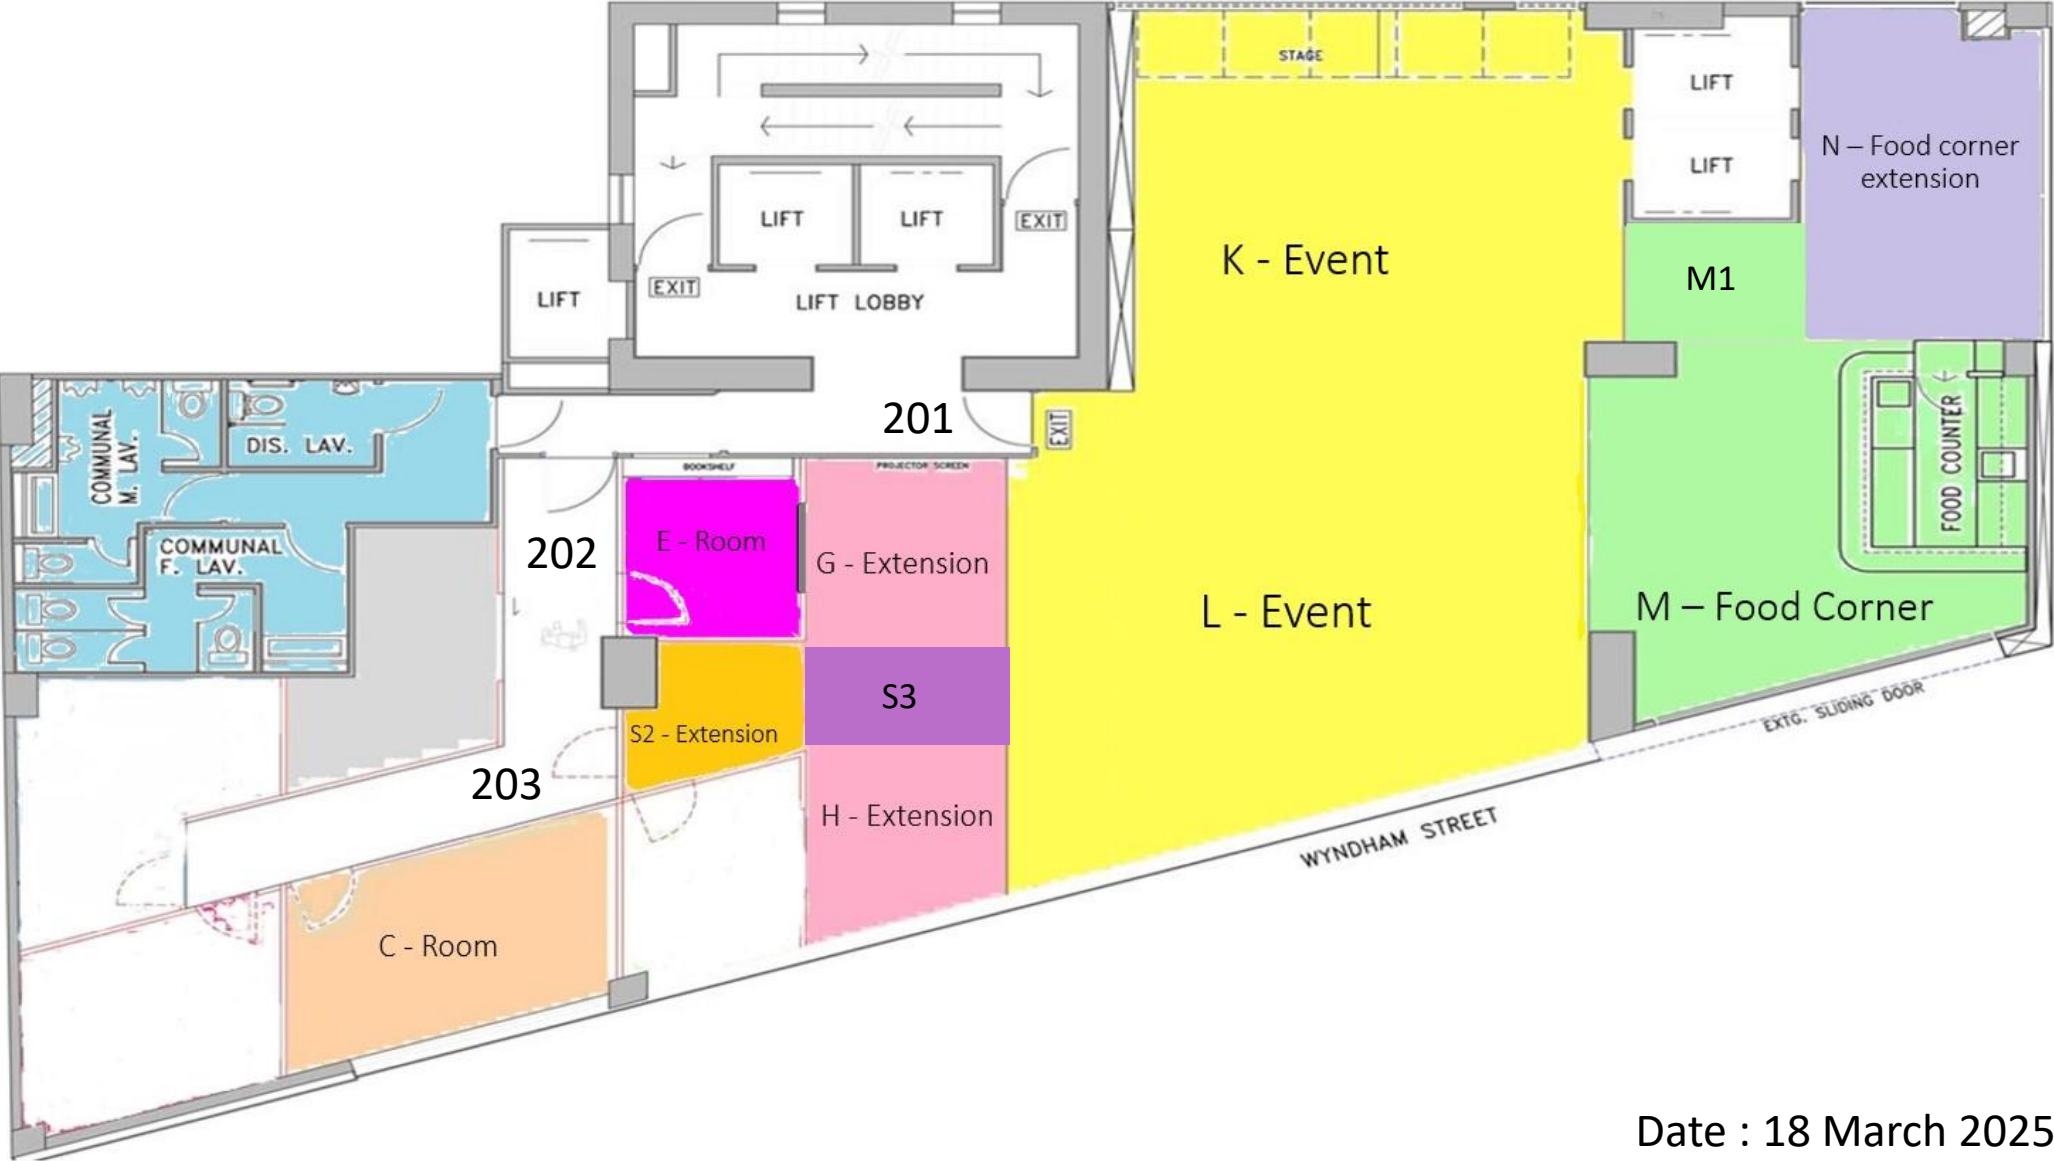 STAGE
LIFT
LIFT
N – Food corner
extension
LIFT
LIFT
EXIT
EXIT
LIFT
LIFT LOBBY
K - Event
M1
201
EXIT
COMMUNAL
M. LAV.
DIS. LAV.
BOOKSHELF
PROJECTOR SCREEN
FOOD COUNTER
COMMUNAL
F. LAV.
202
E - Room
G - Extension
L - Event
M – Food Corner
S3
S2 - Extension
EXTG. SLIDING DOOR
203
H - Extension
WYNDHAM STREET
C - Room
Date : 18 March 2025